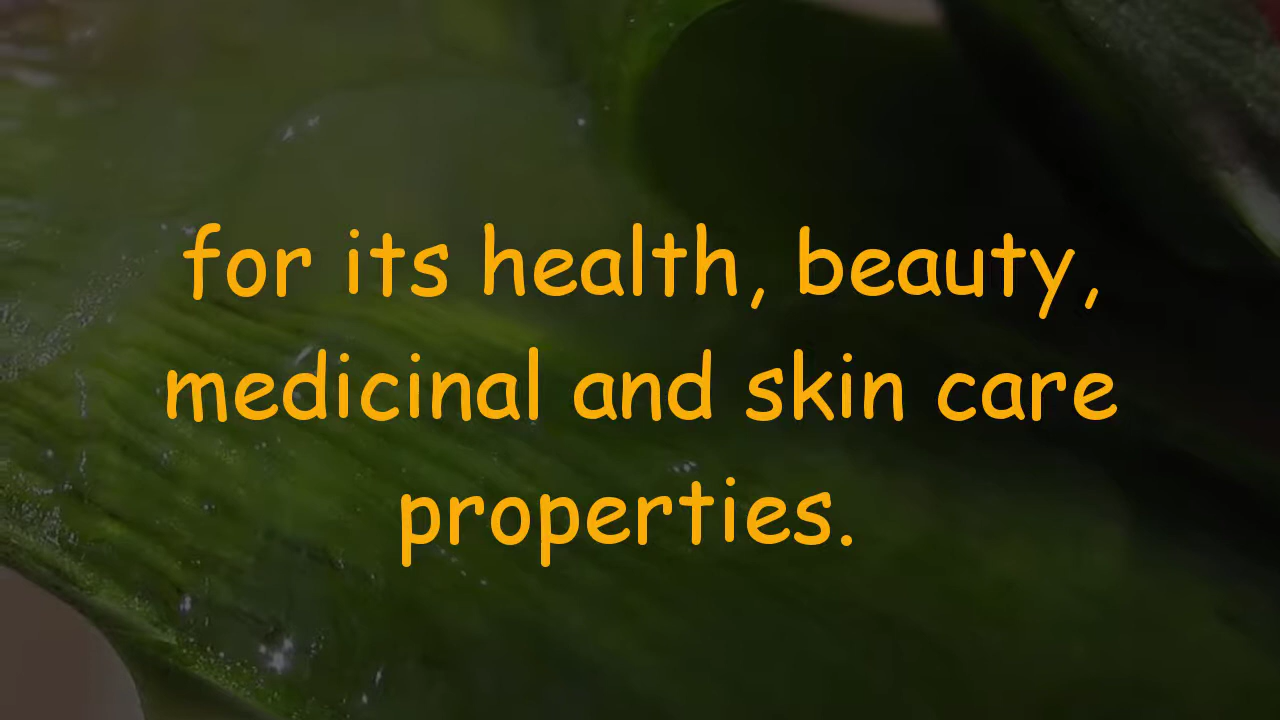 for its health, beauty,
medicinal and skin care
properties.